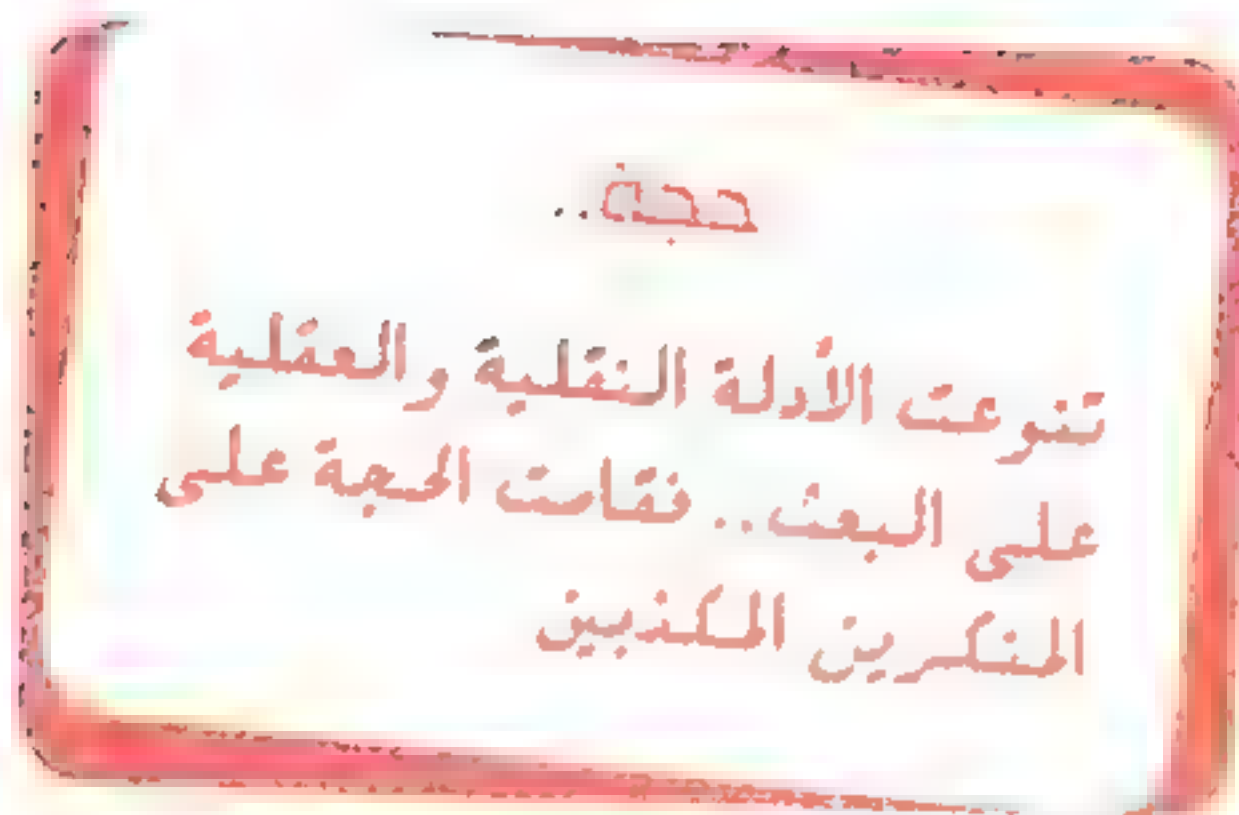 حجة..
تنوعت الأدلة النقلية والعقلية
على البعث.. فقامت الحجة على
المنكرين المكذبين